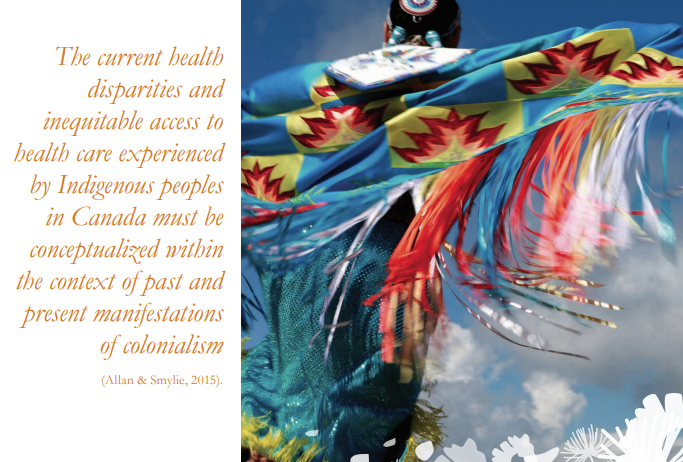 The current health
disparities and
inequitable access to
health care experienced
by Indigenous peoples
in Canada must be
conceptualized within
the context of past and
present manifestations
of colonialism
(Allan & Smylie, 2015).